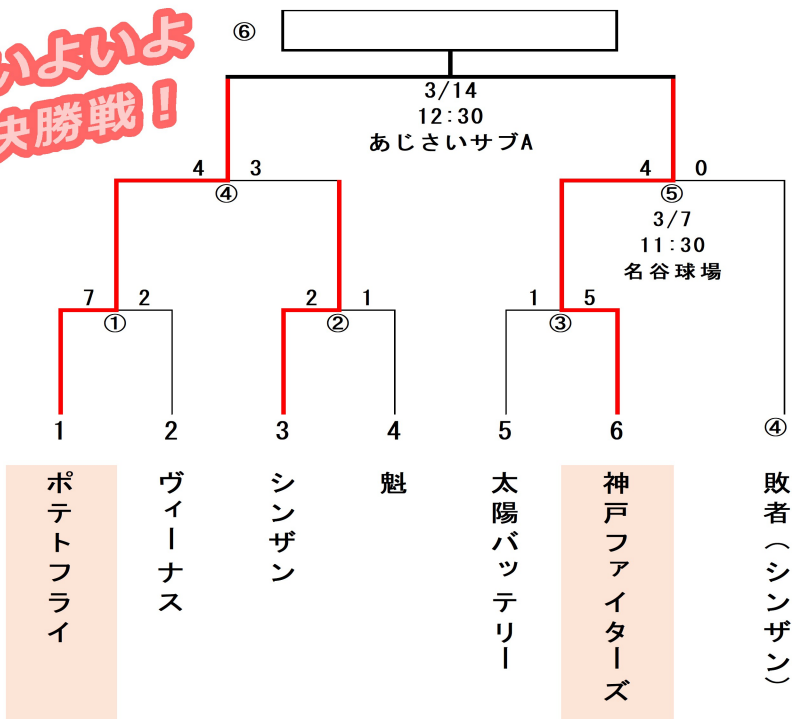 いよいよ
決勝戦！
⑥
3/14
12:30
あじさいサブA
4 3
④
4 0
⑤
3/7
11:30
名谷球場
7 2
①
2 1
②
1 5
③
1 2 3 4 5 6 ④
ポテトフライ
ヴィーナス
シンザン
魁
太陽バッテリー
神戸ファイターズ
敗者(シンザン)